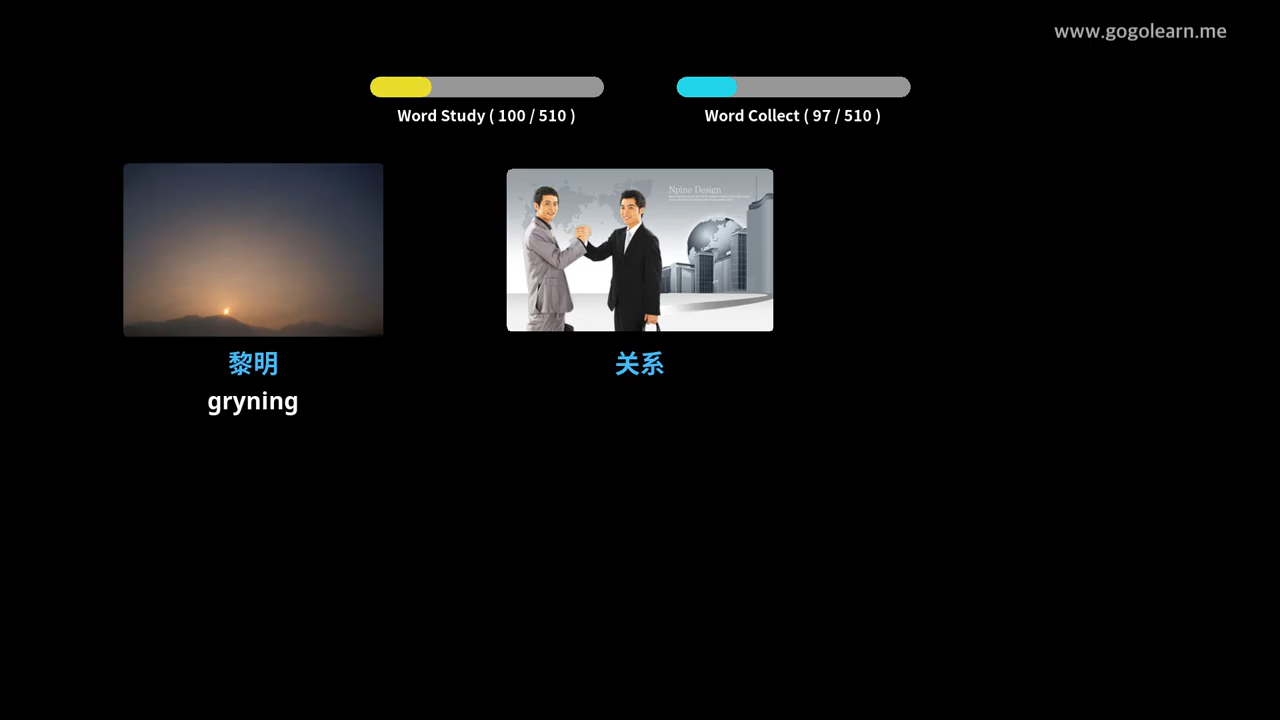 www.gogolearn.me
Word Study ( 100 / 510 )
Word Collect ( 97 / 510 )
Npine Design
黎明
gryning
关系